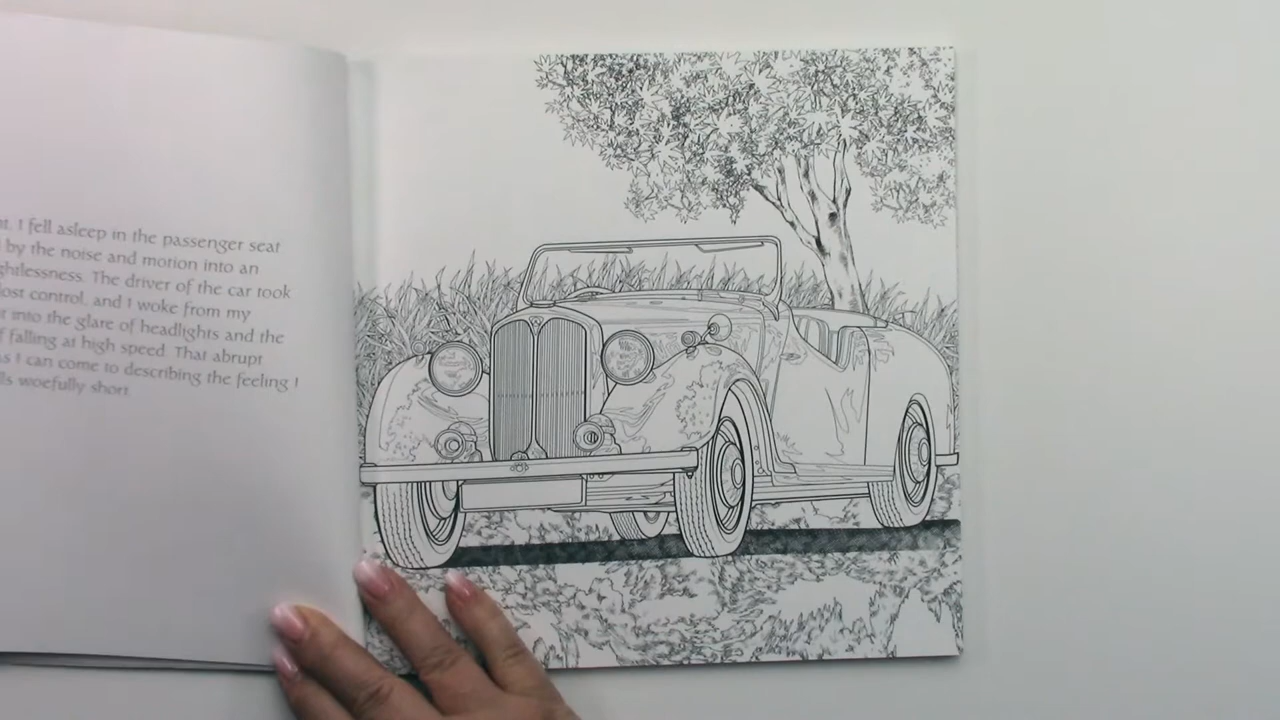 I fell asleep in the passenger seat
by the noise and motion into an
ghtlessness. The driver of the car took
lost control, and I woke from my
into the glare of headlights and the
falling at high speed. That abrupt
as I can come to describing the feeling I
lls woefully short